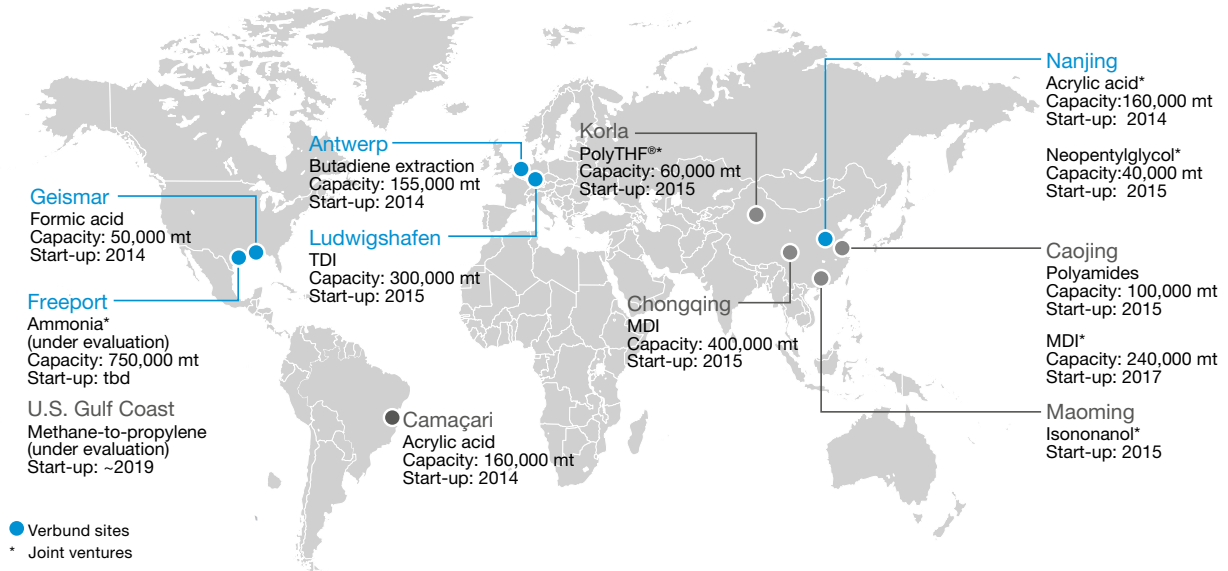 Geismar
Formic acid
Capacity: 50,000 mt
Start-up: 2014
Freeport
Ammonia*
(under evaluation)
Capacity: 750,000 mt
Start-up: tbd
U.S. Gulf Coast
Methane-to-propylene
(under evaluation)
Start-up: ~2019
Antwerp
Butadiene extraction
Capacity: 155,000 mt
Start-up: 2014
Ludwigshafen
TDI
Capacity: 300,000 mt
Start-up: 2015
Camaçari
Acrylic acid
Capacity: 160,000 mt
Start-up: 2014
Korla
PolyTHF®*
Capacity: 60,000 mt
Start-up: 2015
Chongqing
MDI
Capacity: 400,000 mt
Start-up: 2015
Nanjing
Acrylic acid*
Capacity:160,000 mt
Start-up: 2014
Neopentylglycol*
Capacity:40,000 mt
Start-up: 2015
Caojing
Polyamides
Capacity: 100,000 mt
Start-up: 2015
MDI*
Capacity: 240,000 mt
Start-up: 2017
Maoming
Isononanol*
Start-up: 2015
Verbund sites
* Joint ventures